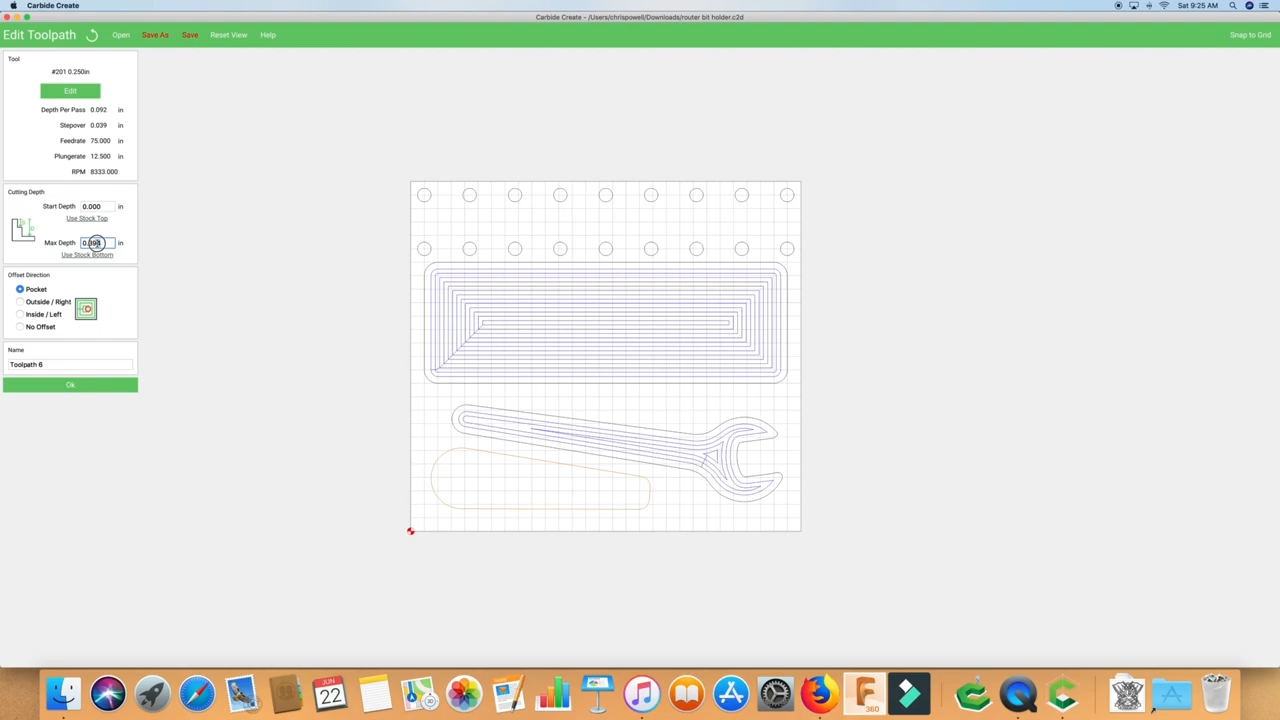 Carbide Create
Sat 9:25 AM
Carbide Create - /Users/chrispowell/Downloads/router bit holder.c2d
Edit Toolpath
Open
Save As
Save
Reset View
Help
Snap to Grid
Tool
#201 0.250in
Edit
Depth Per Pass 0.092 in
Stepover 0.039 in
Feedrate 75.000 in
Plungerate 12.500 in
RPM 8333.000
Cutting Depth
Start Depth 0.000 in
Use Stock Top
Max Depth in
Use Stock Bottom
Offset Direction
Pocket
Outside / Right
Inside / Left
No Offset
Name
Toolpath 6
Ok
JUN
22
360